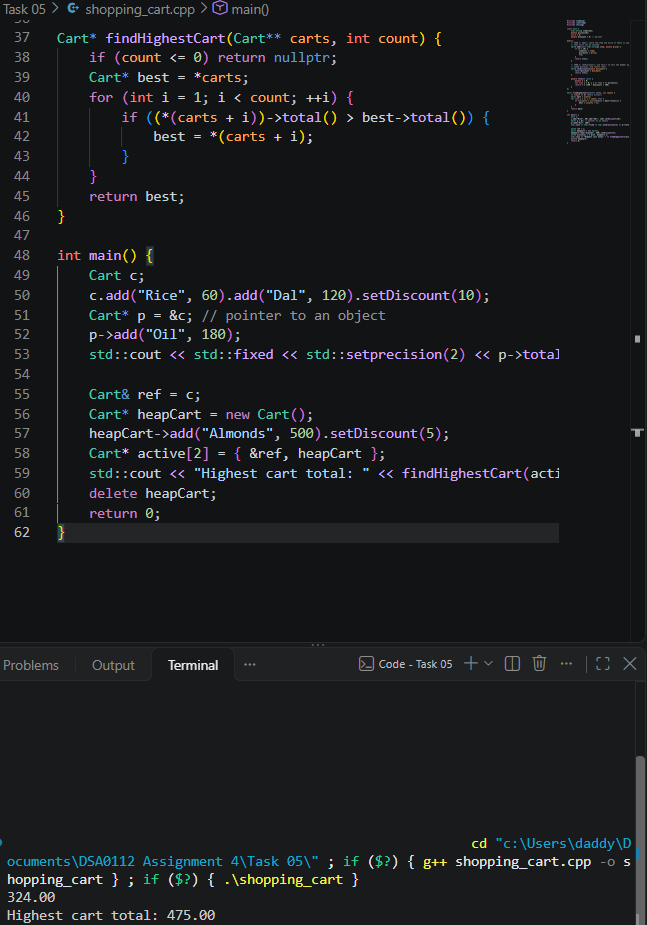 Task 05 > shopping_cart.cpp > main()
37 Cart* findHighestCart(Cart** carts, int count) {
38     if (count <= 0) return nullptr;
39     Cart* best = *carts;
40     for (int i = 1; i < count; ++i) {
41         if ((*(carts + i))->total() > best->total()) {
42             best = *(carts + i);
43         }
44     }
45     return best;
46 }
47
48 int main() {
49     Cart c;
50     c.add("Rice", 60).add("Dal", 120).setDiscount(10);
51     Cart* p = &c; // pointer to an object
52     p->add("Oil", 180);
53     std::cout << std::fixed << std::setprecision(2) << p->total
54
55     Cart& ref = c;
56     Cart* heapCart = new Cart();
57     heapCart->add("Almonds", 500).setDiscount(5);
58     Cart* active[2] = { &ref, heapCart };
59     std::cout << "Highest cart total: " << findHighestCart(acti
60     delete heapCart;
61     return 0;
62 }
Problems Output Terminal ··· Code - Task 05
cd "c:\Users\daddy\D
ocuments\DSA0112 Assignment 4\Task 05\" ; if ($?) { g++ shopping_cart.cpp -o s
hopping_cart } ; if ($?) { .\shopping_cart }
324.00
Highest cart total: 475.00